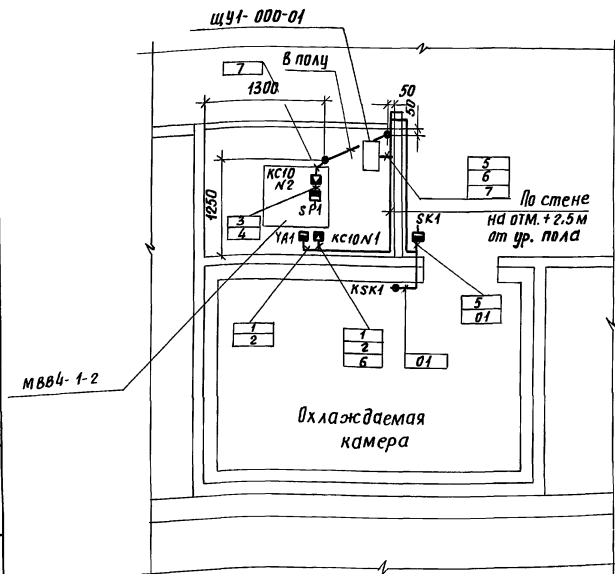 ЩУ1-000-01
7
В полу
1300
50
50
1250
КС10
N2
SP1
3
4
УА1
КС10N1
5
6
7
По стене
на отм. +2.5м
от ур. пола
SK1
KSK1
5
01
1
2
1
2
6
01
МВВ4-1-2
Охлаждаемая
камера